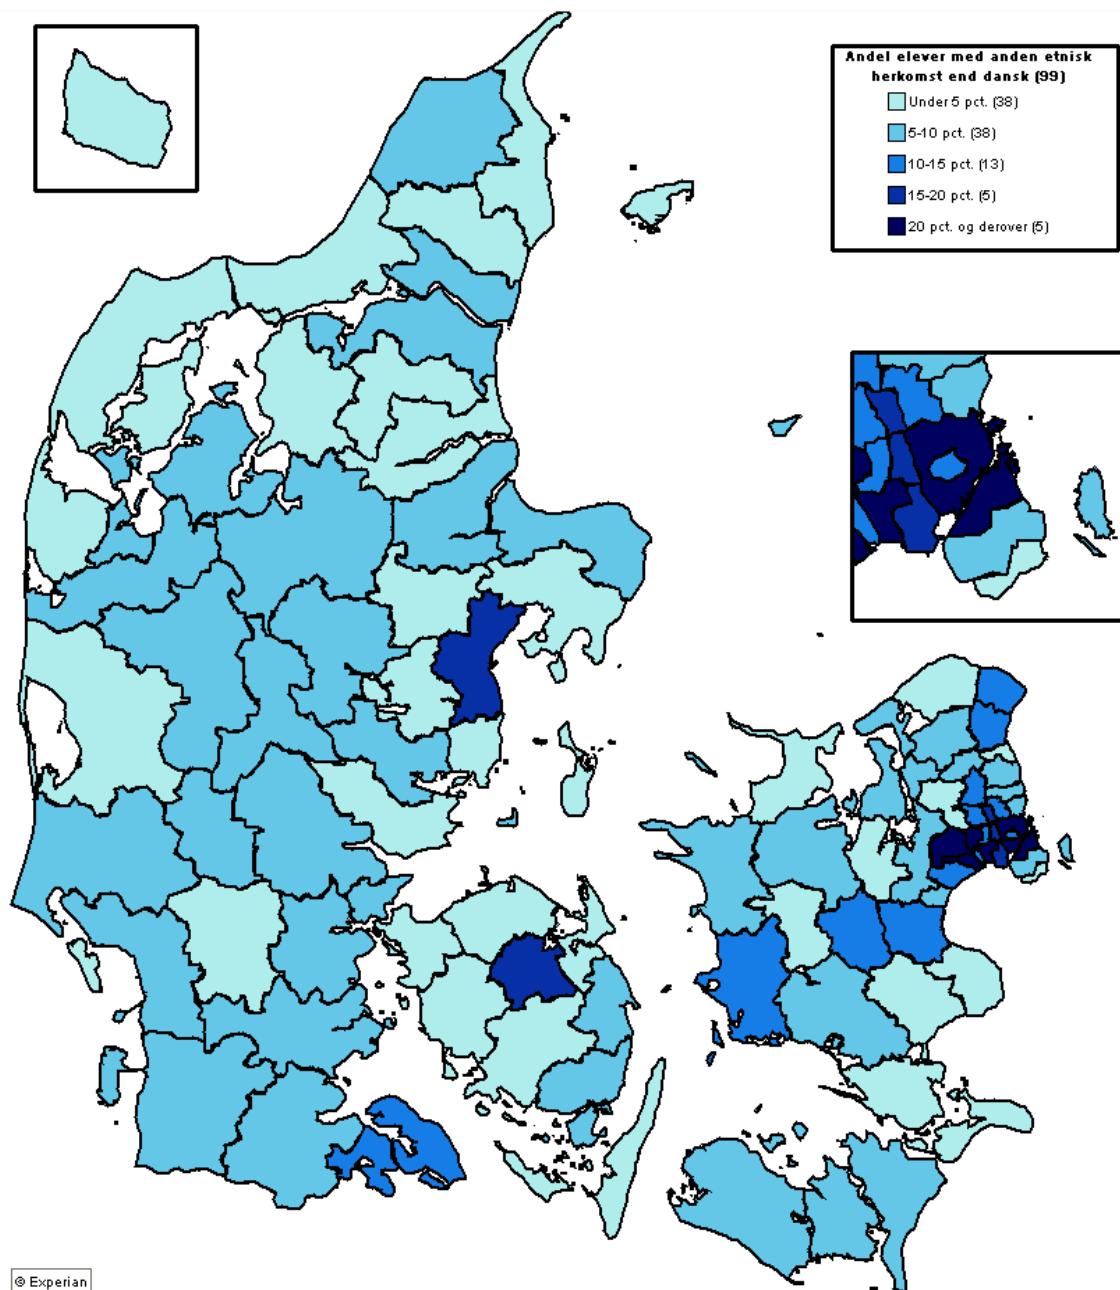 Andel elever med anden etnisk
herkomst end dansk (99)
Under 5 pct. (38)
5-10 pct. (38)
10-15 pct. (13)
15-20 pct. (5)
20 pct. og derover (5)
© Experian